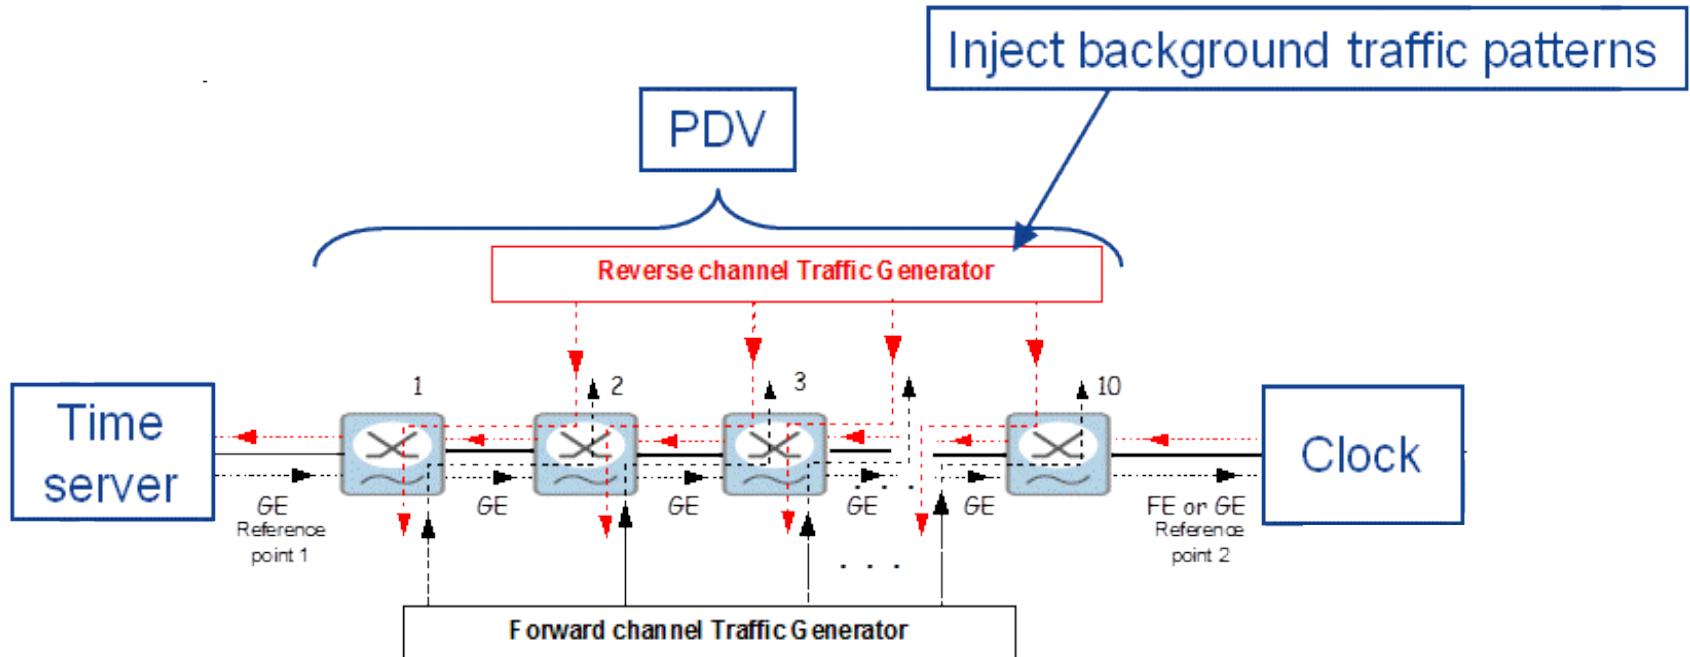 Inject background traffic patterns
PDV
Reverse channel Traffic Generator
1
2
3
10
Time
server
Clock
GE
Reference
point 1
GE
GE
GE
GE
FE or GE
Reference
point 2
. . .
. . .
Forward channel Traffic Generator